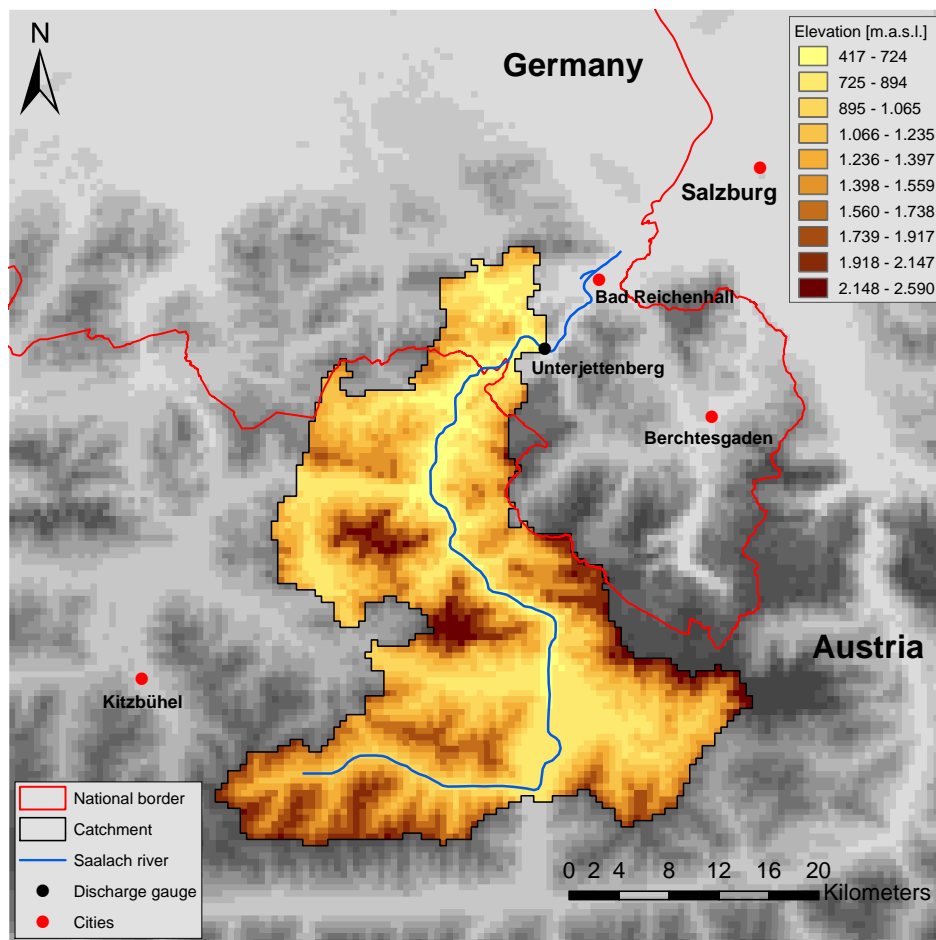 N
Germany
Elevation [m.a.s.l.]
417 - 724
725 - 894
895 - 1.065
1.066 - 1.235
1.236 - 1.397
1.398 - 1.559
1.560 - 1.738
1.739 - 1.917
1.918 - 2.147
2.148 - 2.590
Salzburg
Bad Reichenhall
Unterjettenberg
Berchtesgaden
Austria
Kitzbühel
National border
Catchment
Saalach river
Discharge gauge
Cities
0 2 4 8 12 16 20
Kilometers